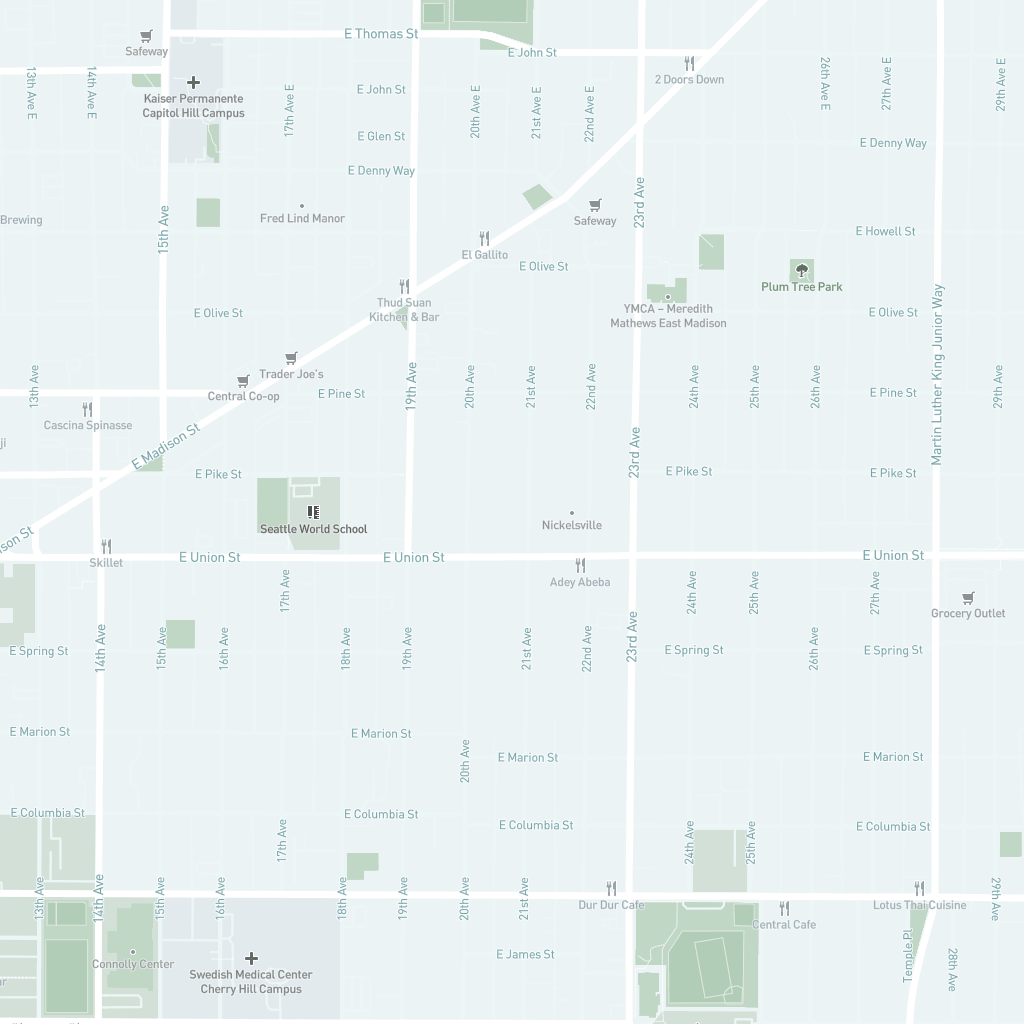 E Thomas St
Safeway
E John St
2 Doors Down
13th Ave E
14th Ave E
Kaiser Permanente
Capitol Hill Campus
17th Ave E
E John St
20th Ave E
21st Ave E
22nd Ave E
26th Ave E
27th Ave E
29th Ave E
E Glen St
E Denny Way
E Denny Way
Brewing
15th Ave
Fred Lind Manor
Safeway
23rd Ave
E Howell St
El Gallito
E Olive St
Plum Tree Park
Thud Suan
Kitchen & Bar
E Olive St
YMCA – Meredith
Mathews East Madison
E Olive St
Martin Luther King Junior Way
Trader Joe's
13th Ave
Central Co-op
E Pine St
19th Ave
20th Ave
21st Ave
22nd Ave
24th Ave
25th Ave
26th Ave
E Pine St
29th Ave
Cascina Spinasse
ji
E Madison St
23rd Ave
E Pike St
E Pike St
E Pike St
Seattle World School
Nickelsville
son St
Skillet
E Union St
E Union St
E Union St
Adey Abeba
17th Ave
24th Ave
25th Ave
27th Ave
Grocery Outlet
E Spring St
14th Ave
15th Ave
16th Ave
18th Ave
19th Ave
21st Ave
22nd Ave
23rd Ave
E Spring St
26th Ave
E Spring St
E Marion St
E Marion St
20th Ave
E Marion St
E Marion St
E Columbia St
17th Ave
E Columbia St
E Columbia St
24th Ave
25th Ave
E Columbia St
13th Ave
14th Ave
15th Ave
16th Ave
18th Ave
19th Ave
20th Ave
21st Ave
Dur Dur Cafe
Central Cafe
Lotus Thai Cuisine
29th Ave
Connolly Center
Swedish Medical Center
Cherry Hill Campus
E James St
Temple Pl
28th Ave